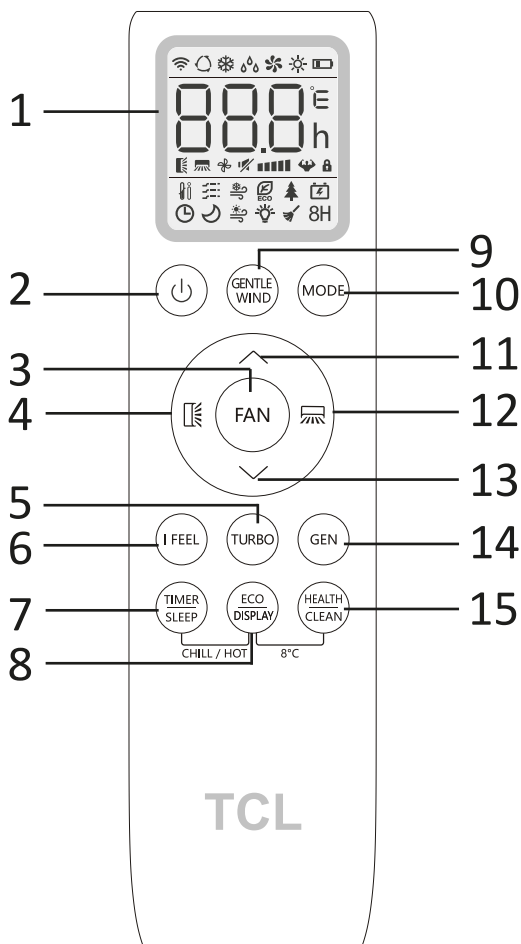 1
88.8
°E
h
ECO
8H
2
GENTLE
WIND
MODE
9
10
3
4
FAN
11
12
13
5
6
I FEEL
TURBO
GEN
14
7
8
TIMER
SLEEP
ECO
DISPLAY
HEALTH
CLEAN
15
CHILL / HOT
8°C
TCL